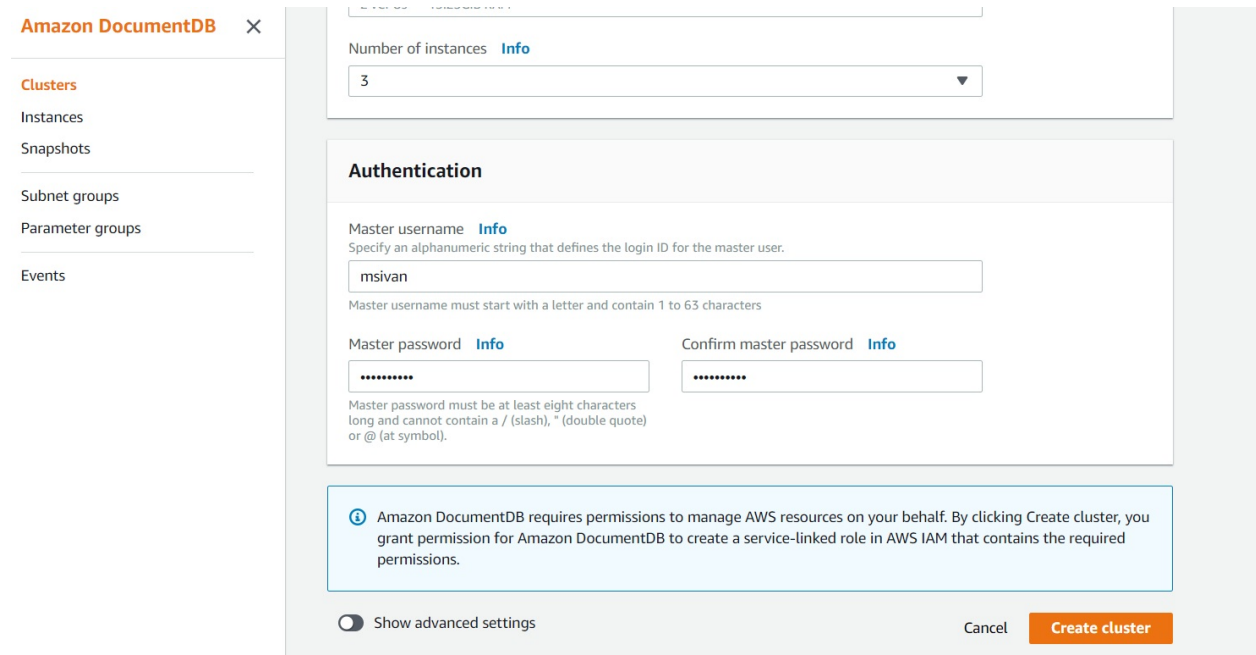 Amazon DocumentDB
Clusters
Instances
Snapshots
Subnet groups
Parameter groups
Events
Number of instances Info
3
Authentication
Master username Info
Specify an alphanumeric string that defines the login ID for the master user.
msivan
Master username must start with a letter and contain 1 to 63 characters
Master password Info
Confirm master password Info
••••••••••
••••••••••
Master password must be at least eight characters
long and cannot contain a / (slash), " (double quote)
or @ (at symbol).
Amazon DocumentDB requires permissions to manage AWS resources on your behalf. By clicking Create cluster, you
grant permission for Amazon DocumentDB to create a service-linked role in AWS IAM that contains the required
permissions.
Show advanced settings
Cancel
Create cluster